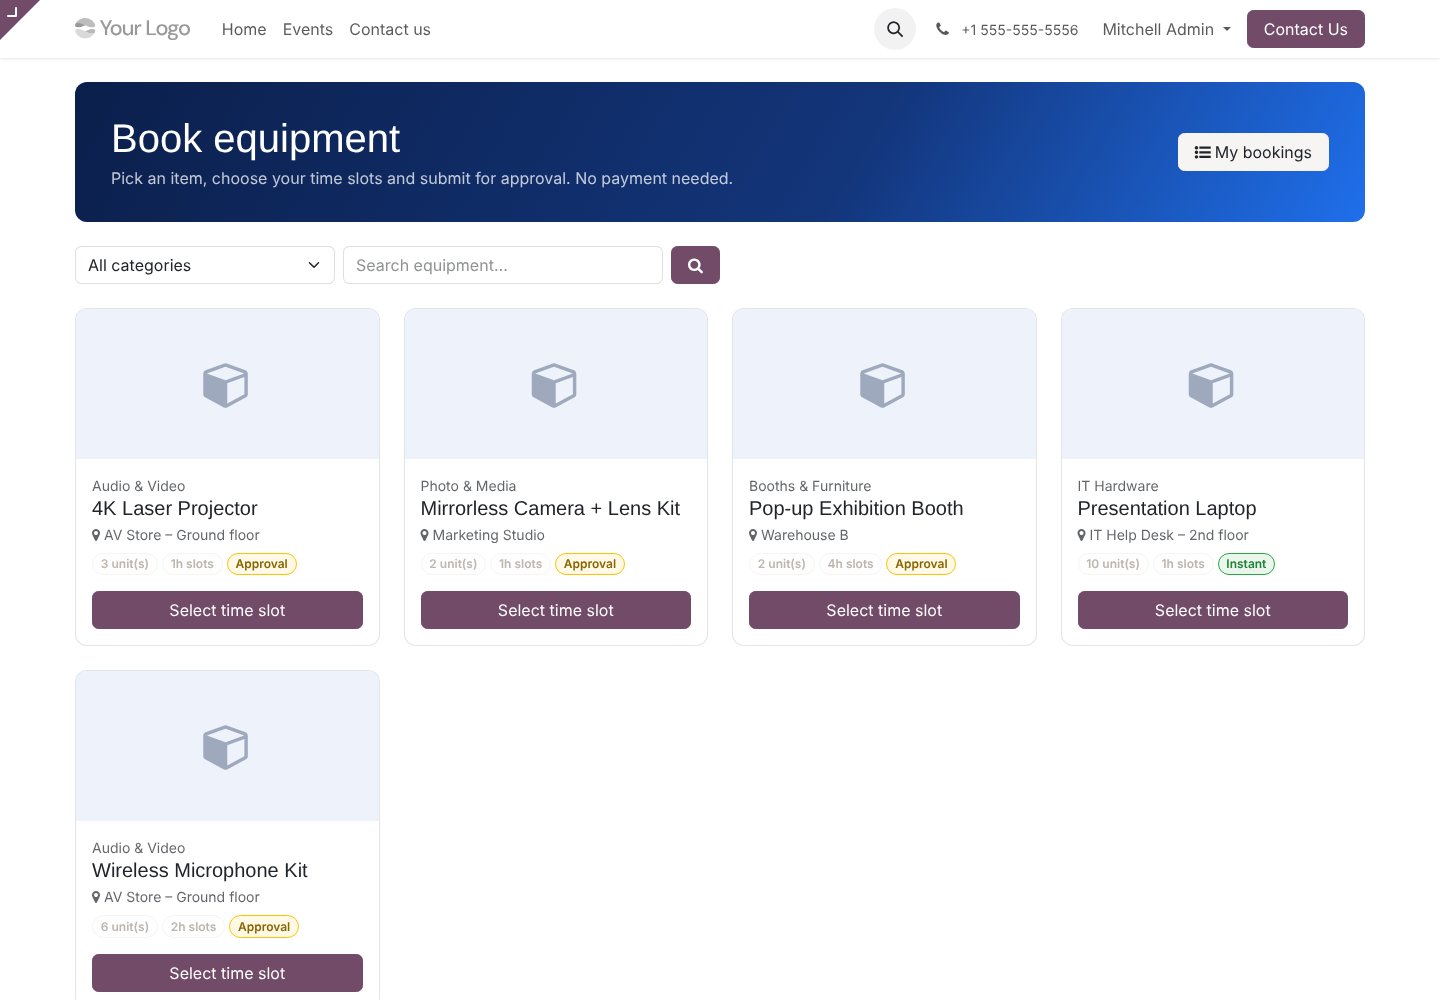 Your Logo
Home
Events
Contact us
+1 555-555-5556
Mitchell Admin
Contact Us
Book equipment
Pick an item, choose your time slots and submit for approval. No payment needed.
My bookings
All categories
Search equipment...
Audio & Video
4K Laser Projector
AV Store – Ground floor
3 unit(s)
1h slots
Approval
Select time slot
Photo & Media
Mirrorless Camera + Lens Kit
Marketing Studio
2 unit(s)
1h slots
Approval
Select time slot
Booths & Furniture
Pop-up Exhibition Booth
Warehouse B
2 unit(s)
4h slots
Approval
Select time slot
IT Hardware
Presentation Laptop
IT Help Desk – 2nd floor
10 unit(s)
1h slots
Instant
Select time slot
Audio & Video
Wireless Microphone Kit
AV Store – Ground floor
6 unit(s)
2h slots
Approval
Select time slot